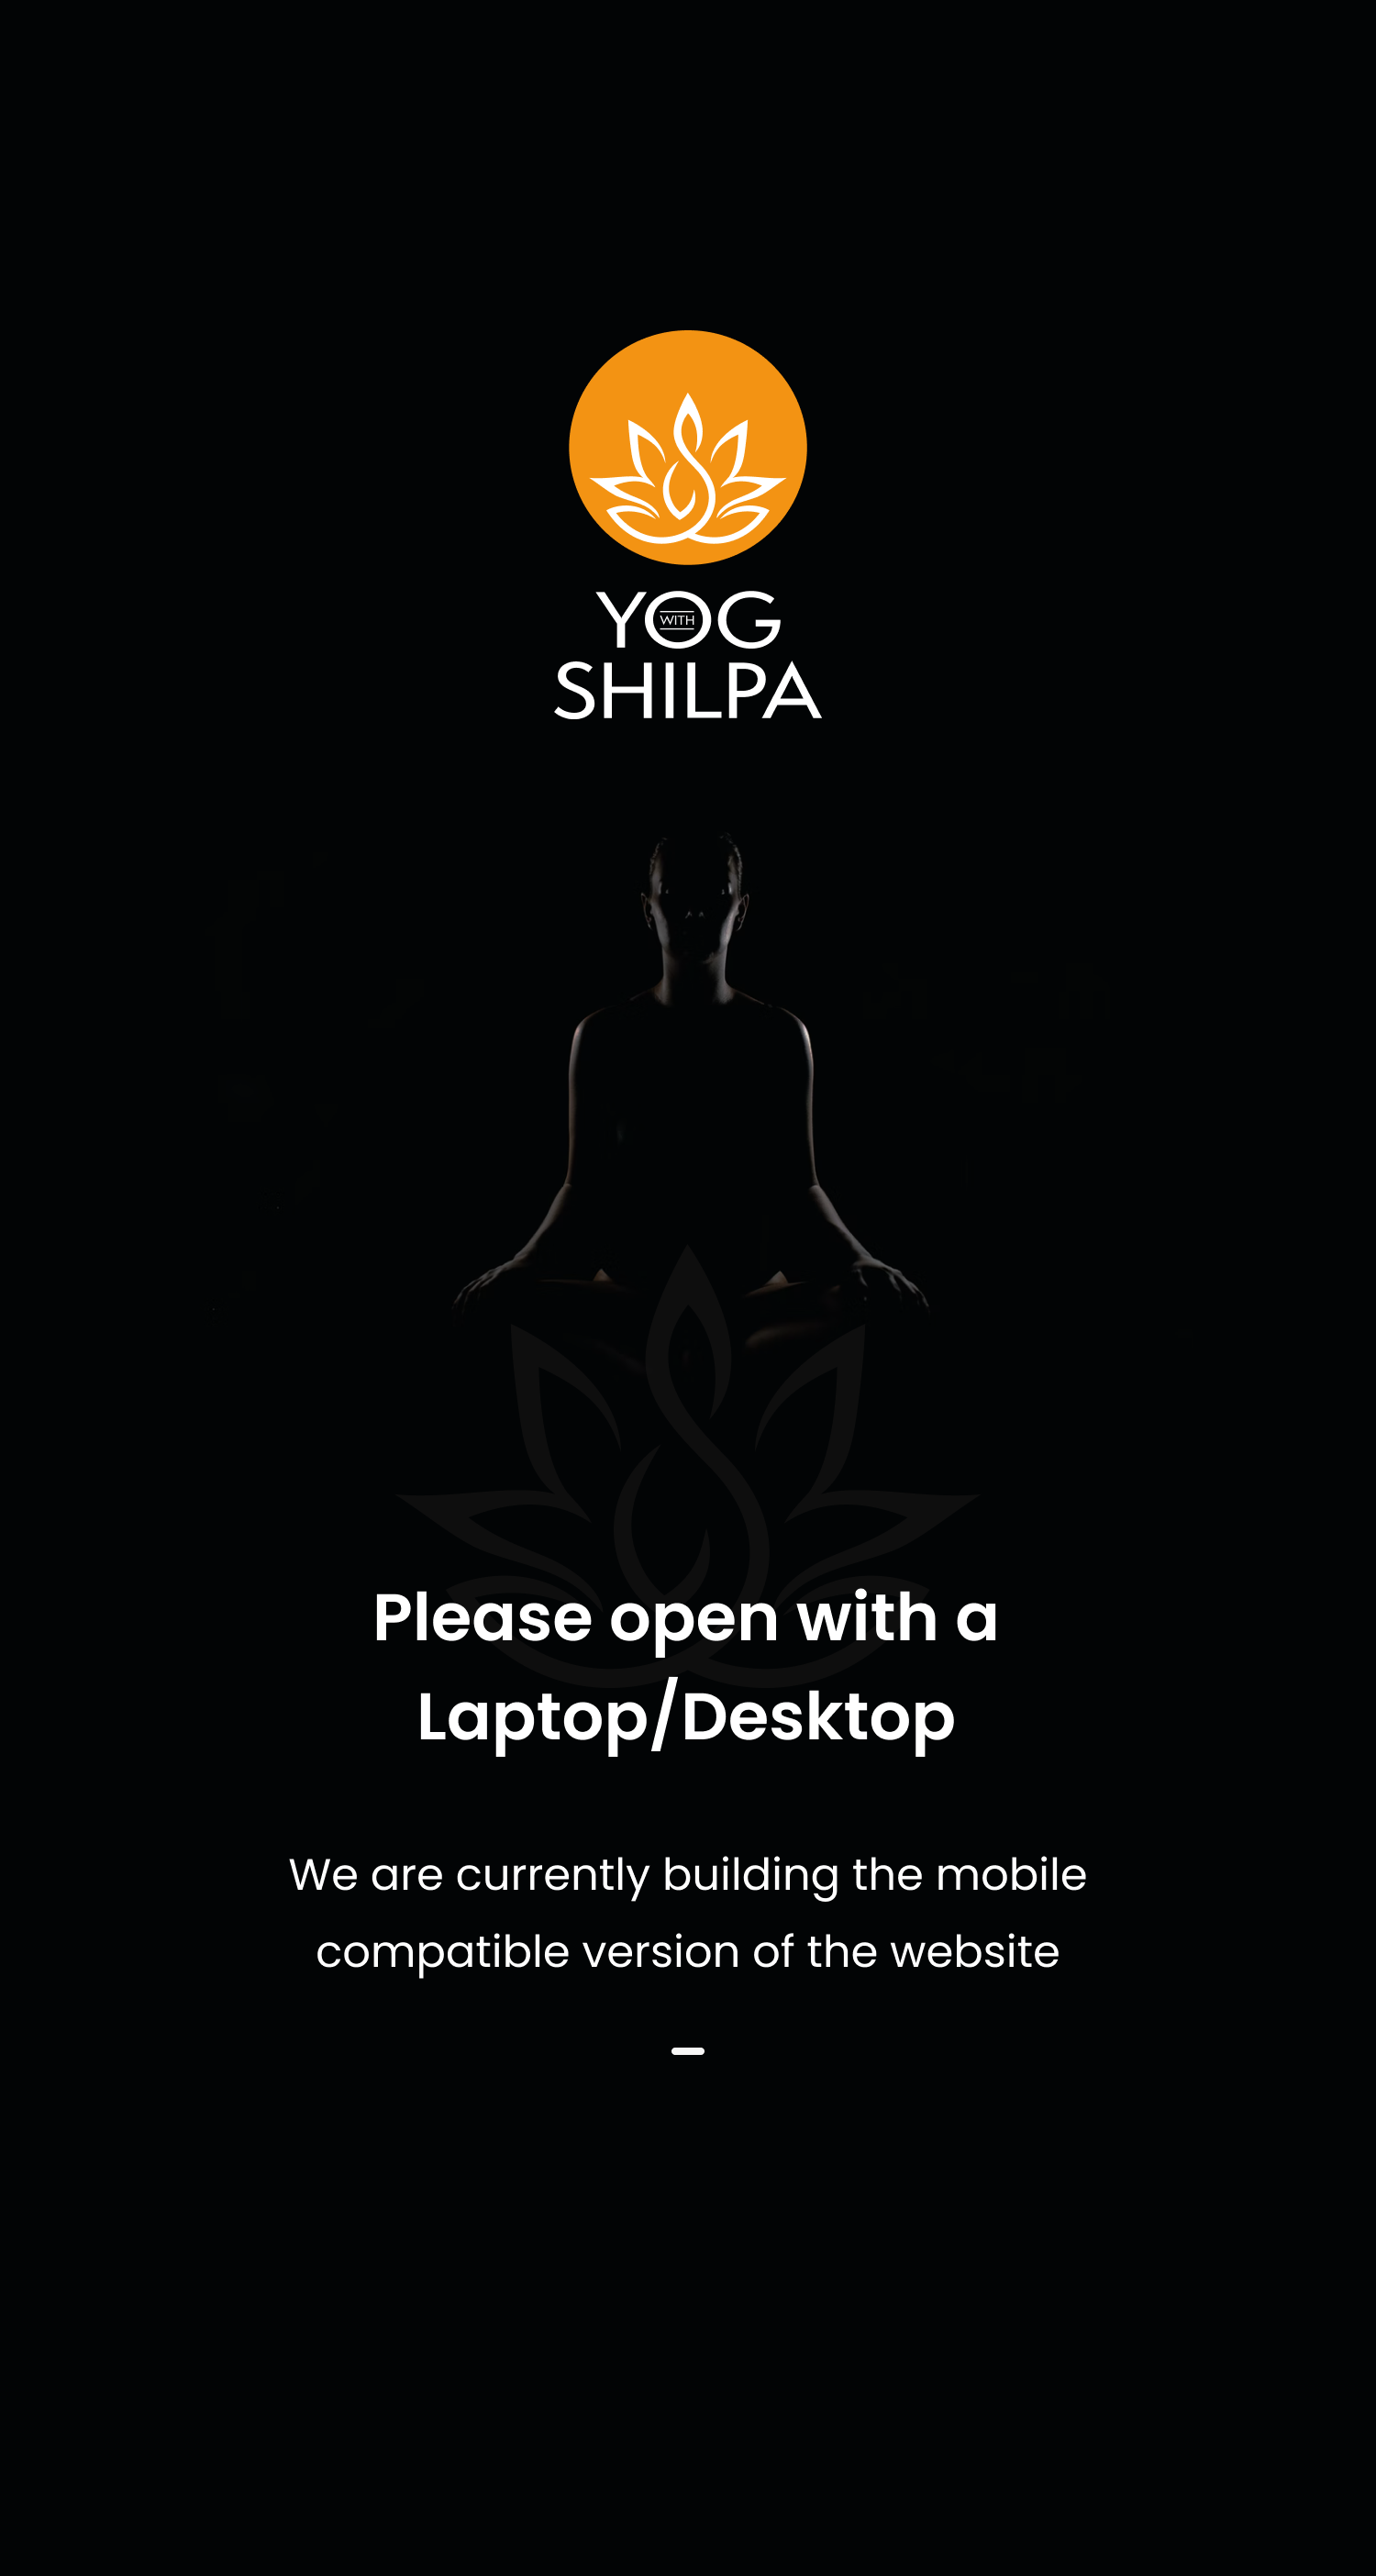 YOG
WITH
SHILPA
Please open with a
Laptop/Desktop
We are currently building the mobile
compatible version of the website